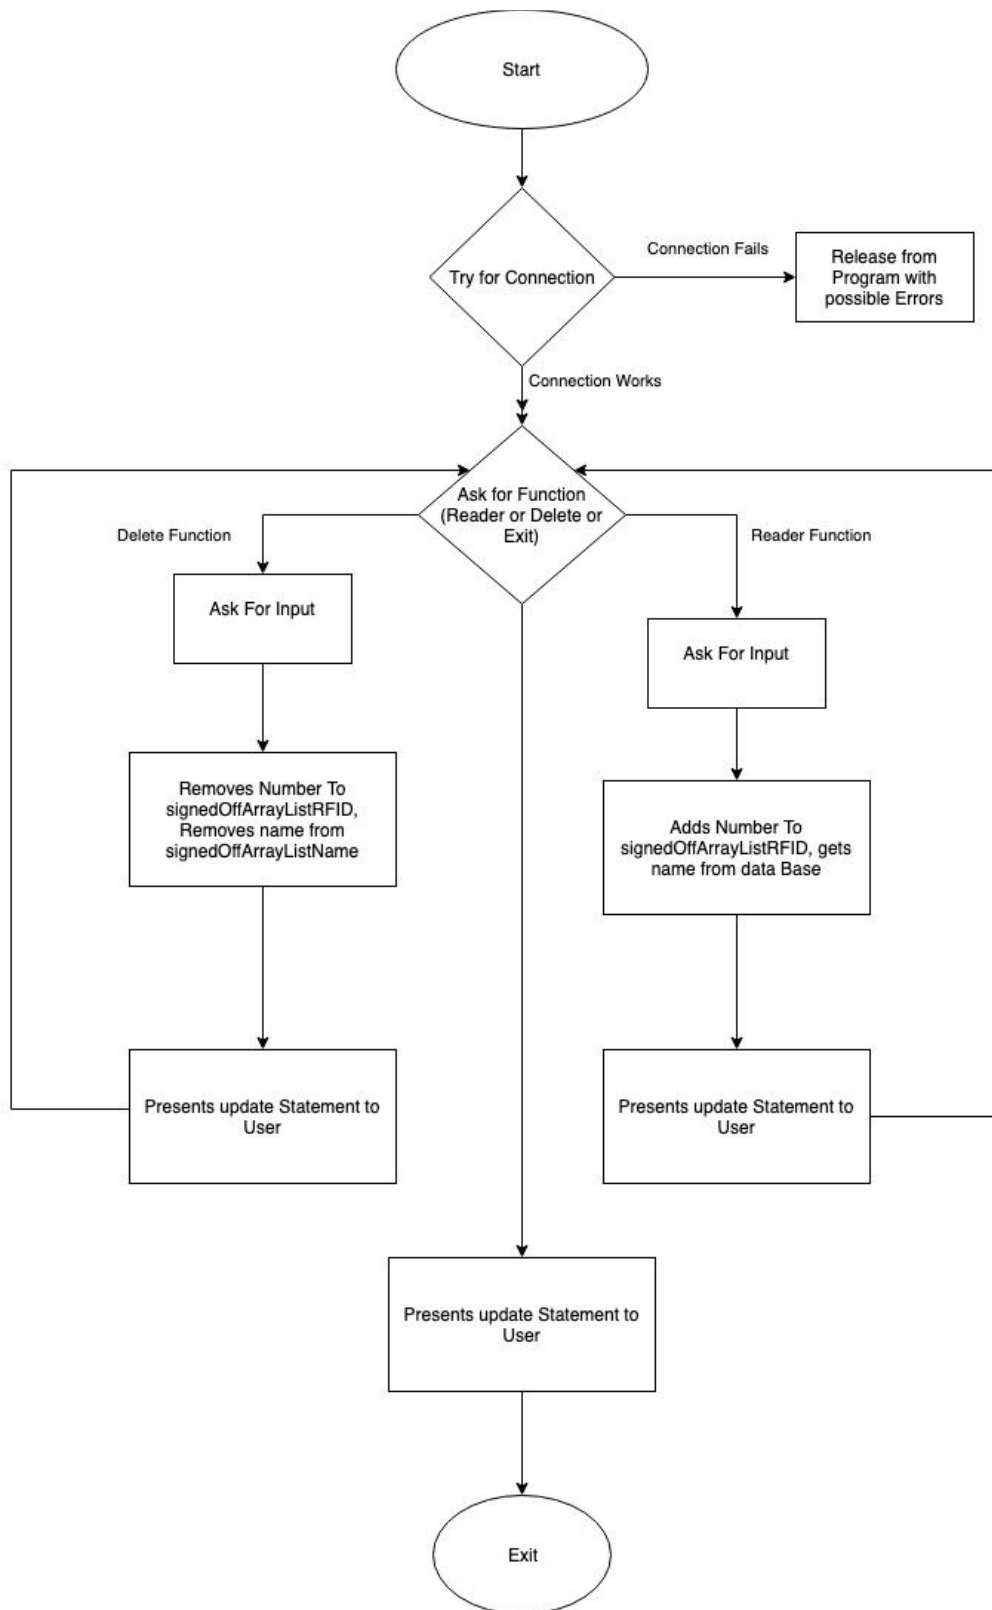 Start
Try for Connection
Connection Fails
Release from
Program with
possible Errors
Connection Works
Ask for Function
(Reader or Delete or
Exit)
Delete Function
Reader Function
Ask For Input
Ask For Input
Removes Number To
signedOffArrayListRFID,
Removes name from
signedOffArrayListName
Adds Number To
signedOffArrayListRFID, gets
name from data Base
Presents update Statement to
User
Presents update Statement to
User
Presents update Statement to
User
Exit